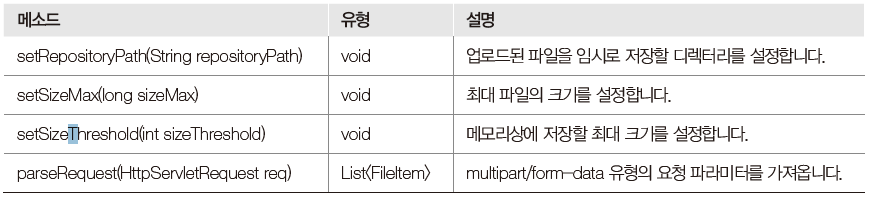 메소드 유형 설명
setRepositoryPath(String repositoryPath) void 업로드된 파일을 임시로 저장할 디렉터리를 설정합니다.
setSizeMax(long sizeMax) void 최대 파일의 크기를 설정합니다.
setSizeThreshold(int sizeThreshold) void 메모리상에 저장할 최대 크기를 설정합니다.
parseRequest(HttpServletRequest req) List〈FileItem〉 multipart/form-data 유형의 요청 파라미터를 가져옵니다.